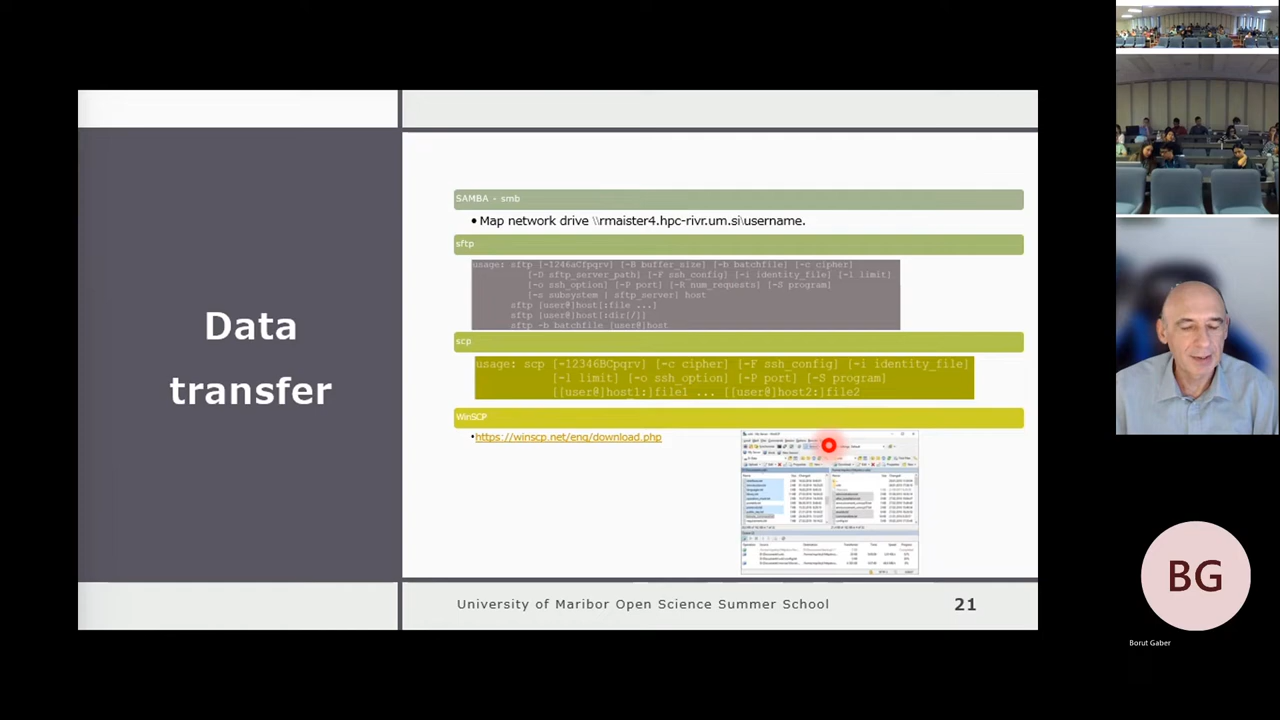 Data
transfer
SAMBA - smb
• Map network drive \\rmaister4.hpc-rivr.um.si\username.
sftp
usage: sftp [-1246aCfpqrv] [-B buffer_size] [-b batchfile] [-c cipher]
[-D sftp_server_path] [-F ssh_config] [-i identity_file] [-l limit]
[-o ssh_option] [-P port] [-R num_requests] [-S program]
[-s subsystem | sftp_server] host
sftp [user@]host[:file ...]
sftp [user@]host[:dir[/]]
sftp -b batchfile [user@]host
scp
usage: scp [-12346BCpqrv] [-c cipher] [-F ssh_config] [-i identity_file]
[-l limit] [-o ssh_option] [-P port] [-S program]
[[user@]host1:]file1 ... [[user@]host2:]file2
WinSCP
•https://winscp.net/eng/download.php
University of Maribor Open Science Summer School
21
BG
Borut Gaber